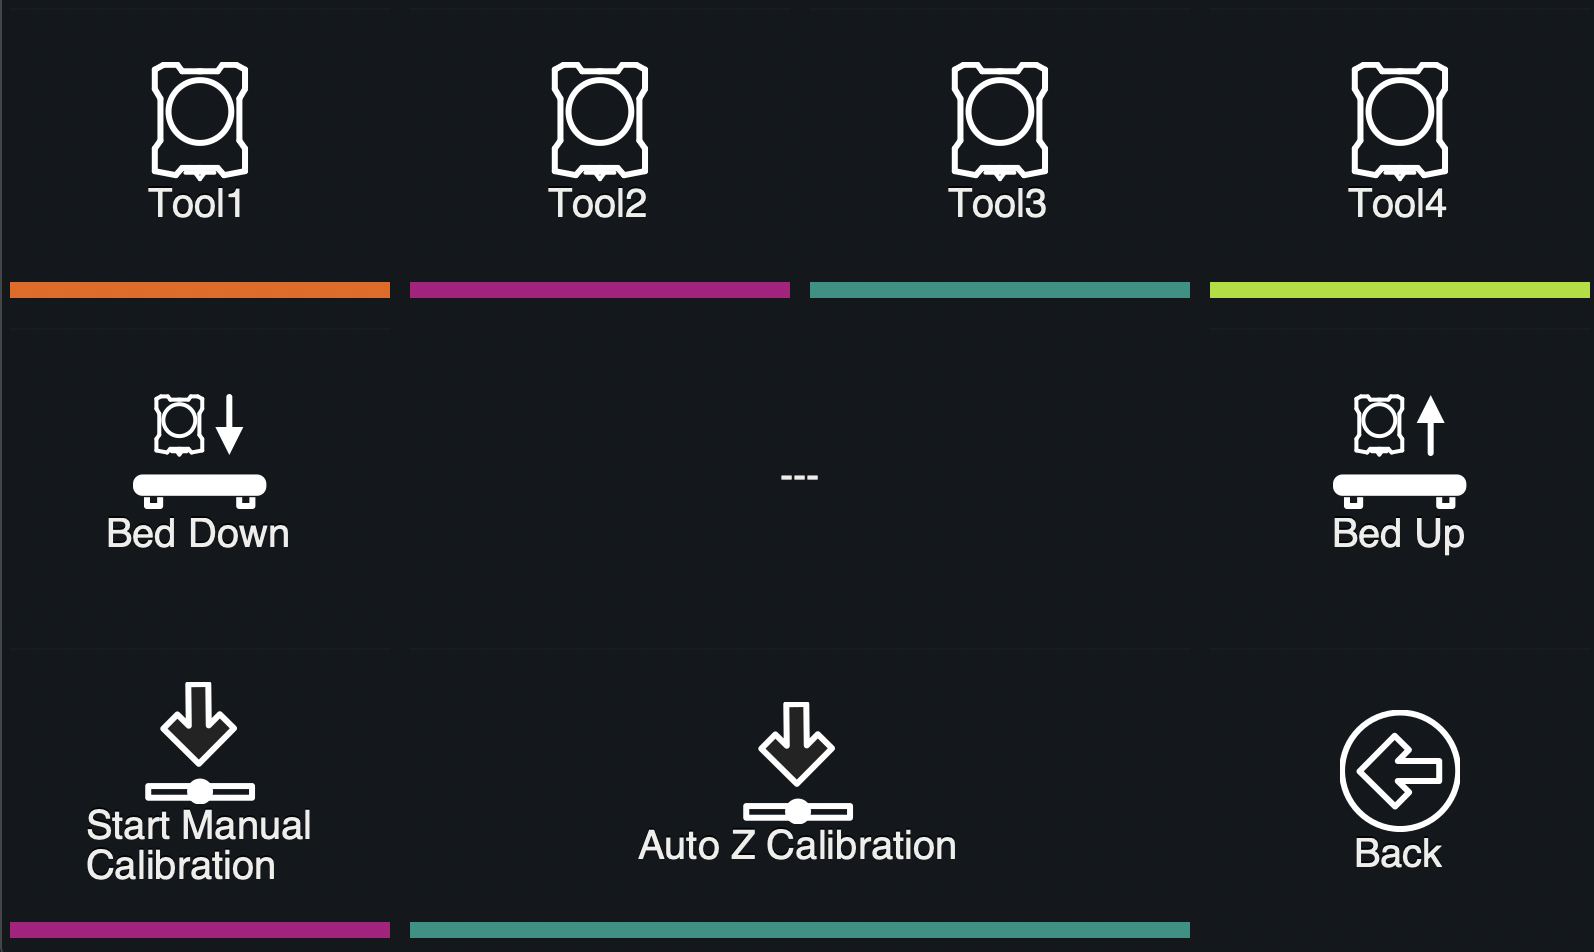 Tool1
Tool2
Tool3
Tool4
Bed Down
---
Bed Up
Start Manual
Calibration
Auto Z Calibration
Back